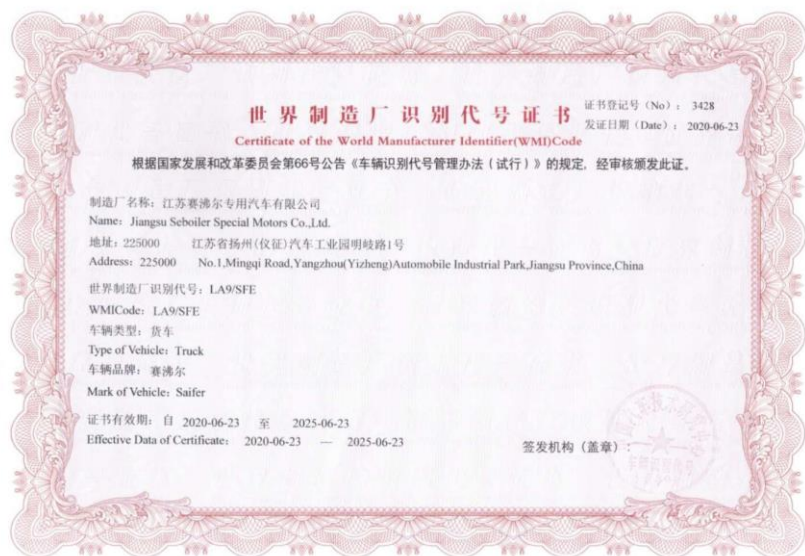 世界制造厂识别代号证书
证书登记号（No）： 3428
Certificate of the World Manufacturer Identifier(WMI)Code
发证日期（Date）： 2020-06-23
根据国家发展和改革委员会第66号公告《车辆识别代号管理办法（试行）》的规定，经审核颁发此证。
制造厂名称：江苏赛沸尔专用汽车有限公司
Name：Jiangsu Seboiler Special Motors Co.,Ltd.
地址：225000 江苏省扬州(仪征)汽车工业园明岐路1号
Address：225000 No.1,Mingqi Road,Yangzhou(Yizheng)Automobile Industrial Park,Jiangsu Province,China
世界制造厂识别代号：LA9/SFE
WMICode：LA9/SFE
车辆类型：货车
Type of Vehicle：Truck
车辆品牌：赛沸尔
Mark of Vehicle：Saifer
证书有效期：自 2020-06-23 至 2025-06-23
Effective Data of Certificate： 2020-06-23 — 2025-06-23
签发机构（盖章）：